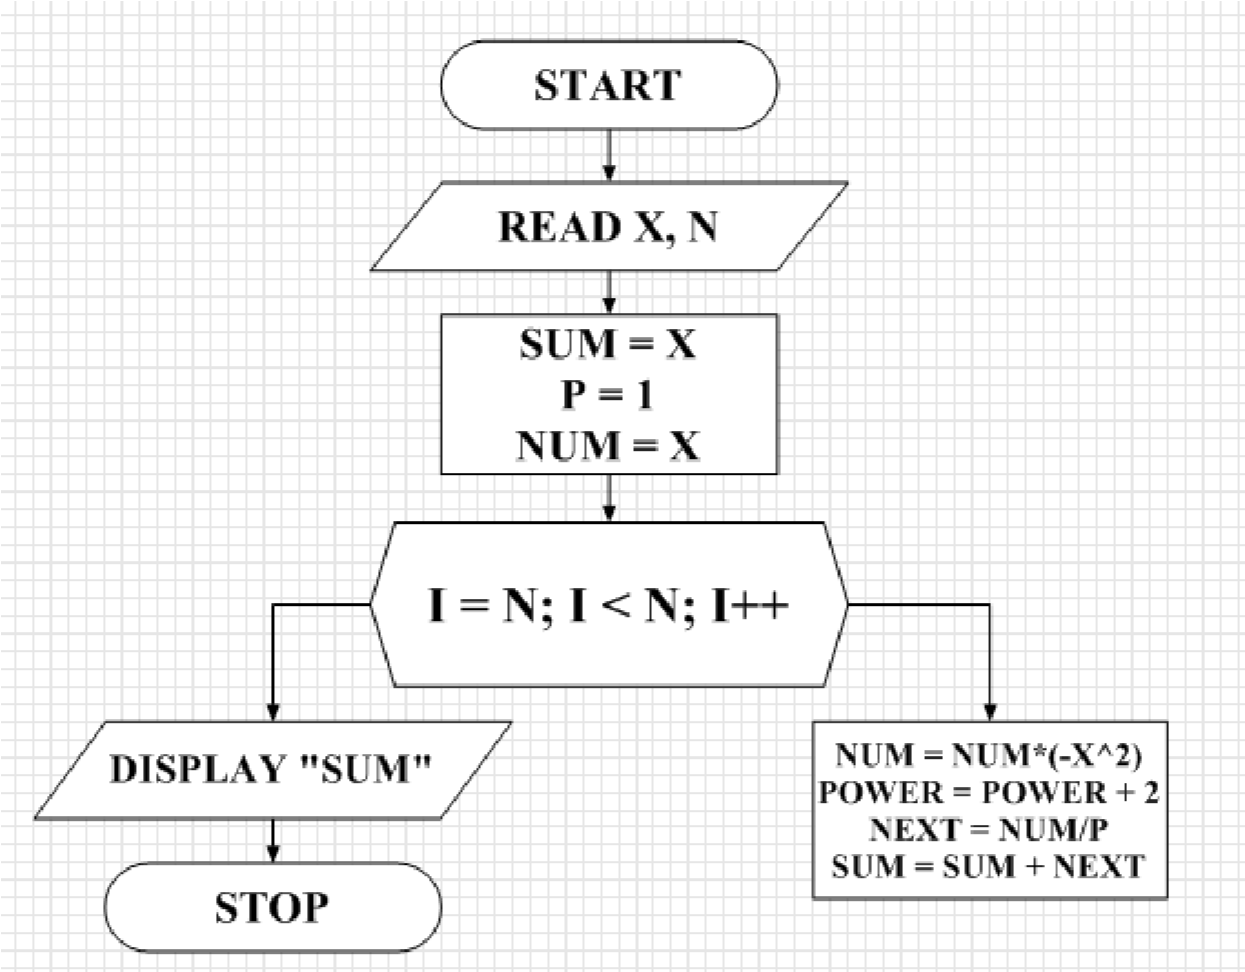 START
READ X, N
SUM = X
P = 1
NUM = X
I = N; I < N; I++
DISPLAY "SUM"
STOP
NUM = NUM*(-X^2)
POWER = POWER + 2
NEXT = NUM/P
SUM = SUM + NEXT